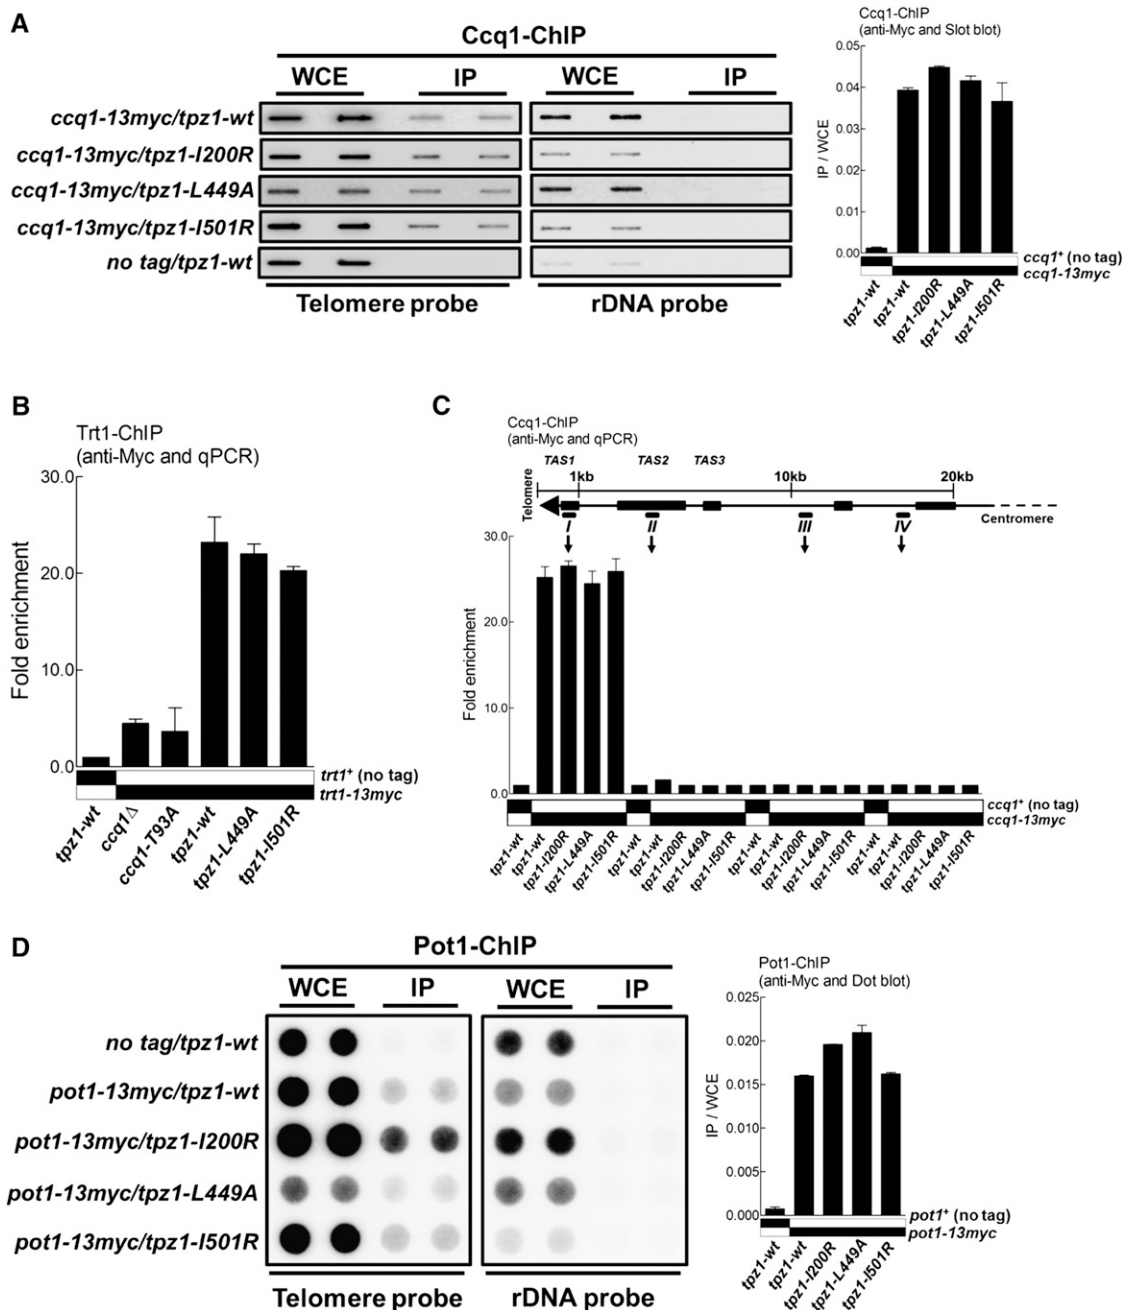 A
Ccq1-ChIP
WCE IP WCE IP
ccq1-13myc/tpz1-wt
ccq1-13myc/tpz1-I200R
ccq1-13myc/tpz1-L449A
ccq1-13myc/tpz1-I501R
no tag/tpz1-wt
Telomere probe rDNA probe
Ccq1-ChIP
(anti-Myc and Slot blot)
IP / WCE
0.05
0.04
0.03
0.02
0.01
0.00
ccq1+ (no tag)
ccq1-13myc
tpz1-wt tpz1-wt tpz1-I200R tpz1-L449A tpz1-I501R
B
Trt1-ChIP
(anti-Myc and qPCR)
Fold enrichment
30.0
20.0
10.0
0.0
trt1+ (no tag)
trt1-13myc
tpz1-wt ccq1Δ ccq1-T93A tpz1-wt tpz1-L449A tpz1-I501R
C
Ccq1-ChIP
(anti-Myc and qPCR)
TAS1 TAS2 TAS3
1kb 10kb 20kb
Telomere
Centromere
I II III IV
Fold enrichment
30.0
20.0
10.0
0.0
ccq1+ (no tag)
ccq1-13myc
tpz1-wt tpz1-wt tpz1-I200R tpz1-L449A tpz1-I501R tpz1-wt tpz1-wt tpz1-I200R tpz1-L449A tpz1-I501R tpz1-wt tpz1-wt tpz1-I200R tpz1-L449A tpz1-I501R tpz1-wt tpz1-wt tpz1-I200R tpz1-L449A tpz1-I501R
D
Pot1-ChIP
WCE IP WCE IP
no tag/tpz1-wt
pot1-13myc/tpz1-wt
pot1-13myc/tpz1-I200R
pot1-13myc/tpz1-L449A
pot1-13myc/tpz1-I501R
Telomere probe rDNA probe
Pot1-ChIP
(anti-Myc and Dot blot)
IP / WCE
0.025
0.020
0.015
0.010
0.005
0.000
pot1+ (no tag)
pot1-13myc
tpz1-wt tpz1-wt tpz1-I200R tpz1-L449A tpz1-I501R